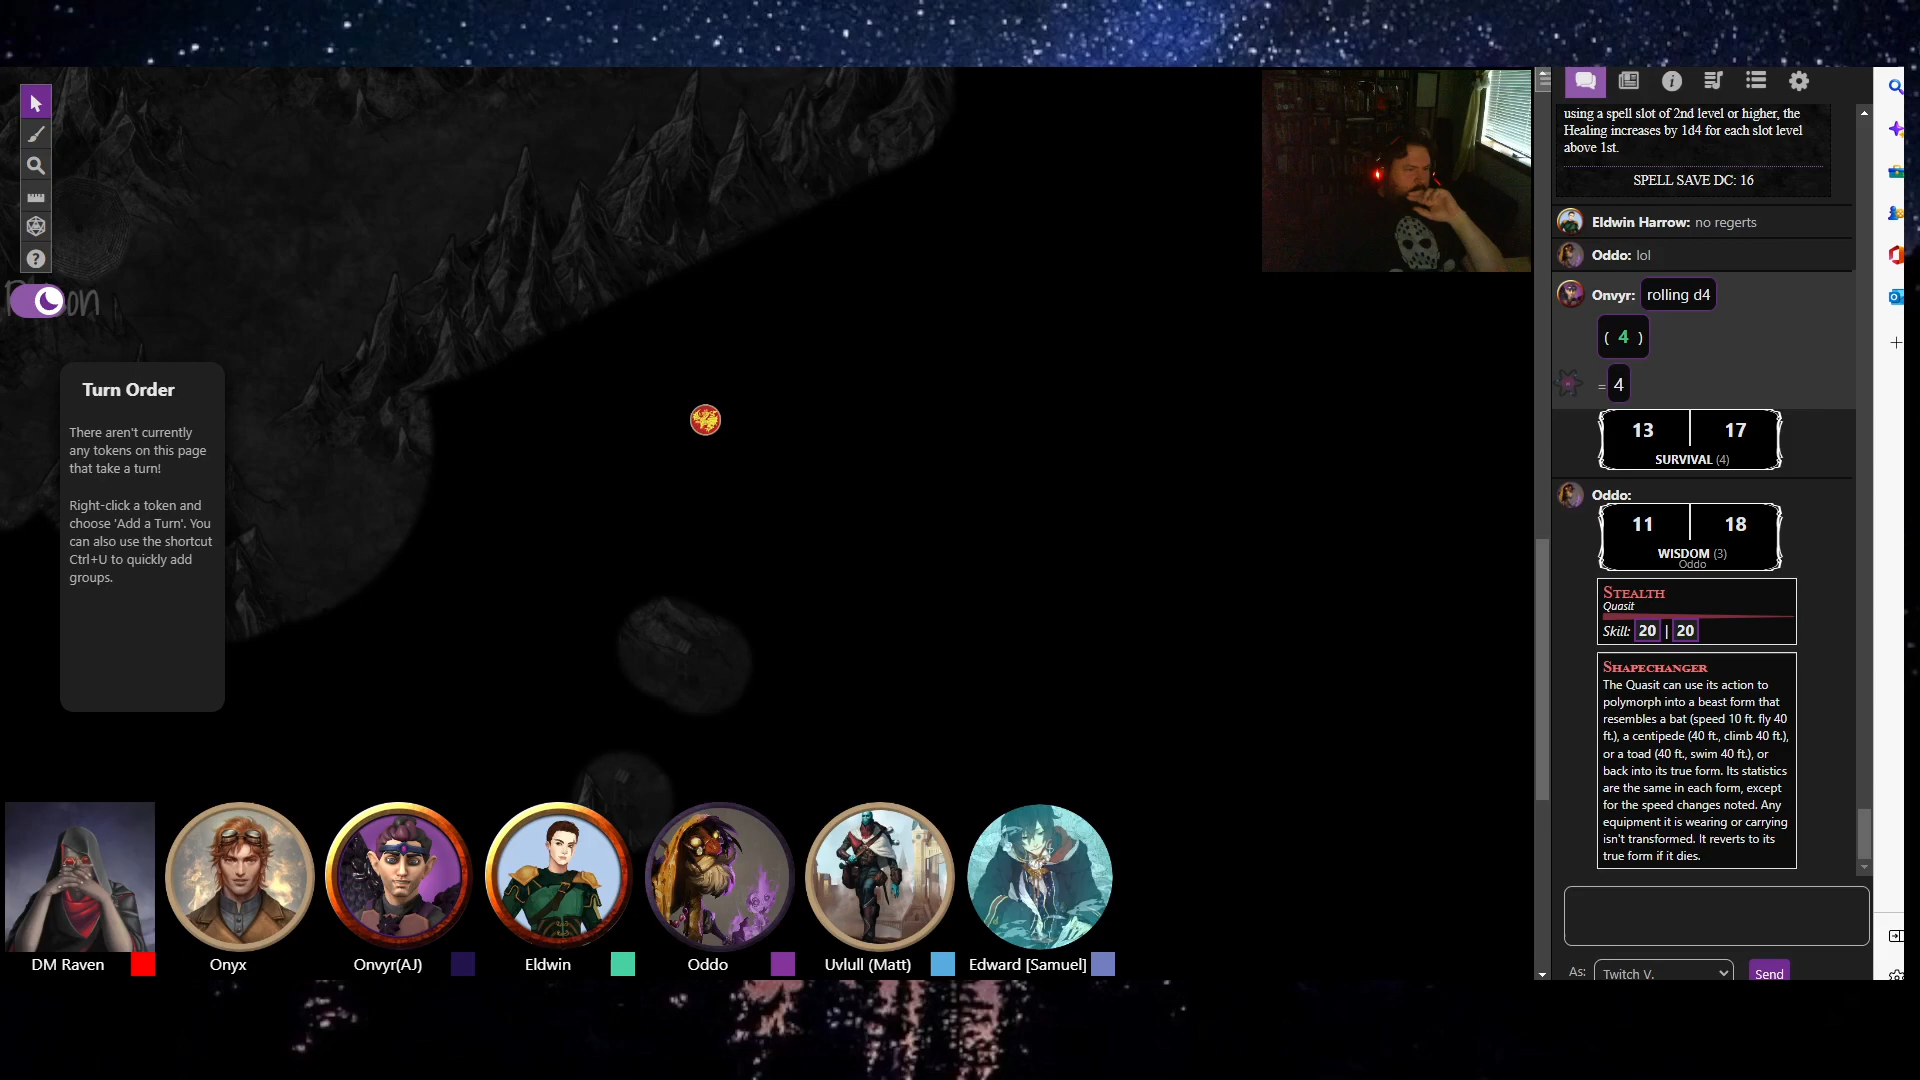 using a spell slot of 2nd level or higher, the
Healing increases by 1d4 for each slot level
above 1st.
SPELL SAVE DC: 16
Eldwin Harrow: no regerts
Oddo: lol
Onvyr: rolling d4
( 4 )
= 4
13 17
SURVIVAL (4)
Oddo:
11 18
WISDOM (3)
Oddo
STEALTH
Quasit
Skill: 20 | 20
SHAPECHANGER
The Quasit can use its action to
polymorph into a beast form that
resembles a bat (speed 10 ft. fly 40
ft.), a centipede (40 ft., climb 40 ft.),
or a toad (40 ft., swim 40 ft.), or
back into its true form. Its statistics
are the same in each form, except
for the speed changes noted. Any
equipment it is wearing or carrying
isn't transformed. It reverts to its
true form if it dies.
As: Twitch V. Send
Turn Order
There aren't currently
any tokens on this page
that take a turn!
Right-click a token and
choose 'Add a Turn'. You
can also use the shortcut
Ctrl+U to quickly add
groups.
DM Raven
Onyx
Onvyr(AJ)
Eldwin
Oddo
Uvlull (Matt)
Edward [Samuel]